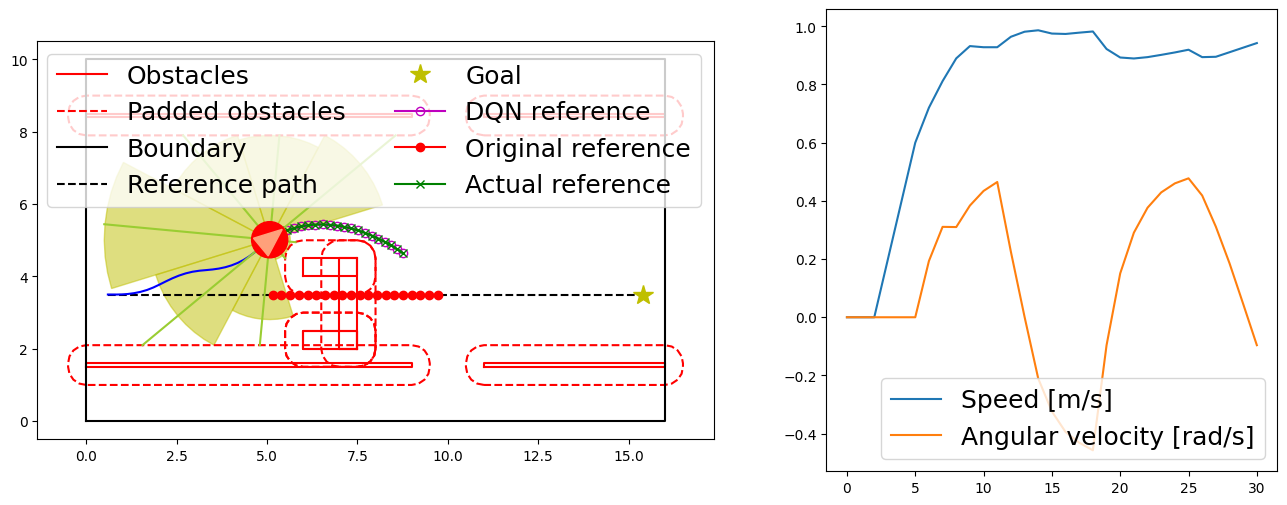 10
8
6
4
2
0
0.0 2.5 5.0 7.5 10.0 12.5 15.0
Obstacles
Padded obstacles
Boundary
Reference path
Goal
DQN reference
Original reference
Actual reference
1.0
0.8
0.6
0.4
0.2
0.0
−0.2
−0.4
0 5 10 15 20 25 30
Speed [m/s]
Angular velocity [rad/s]